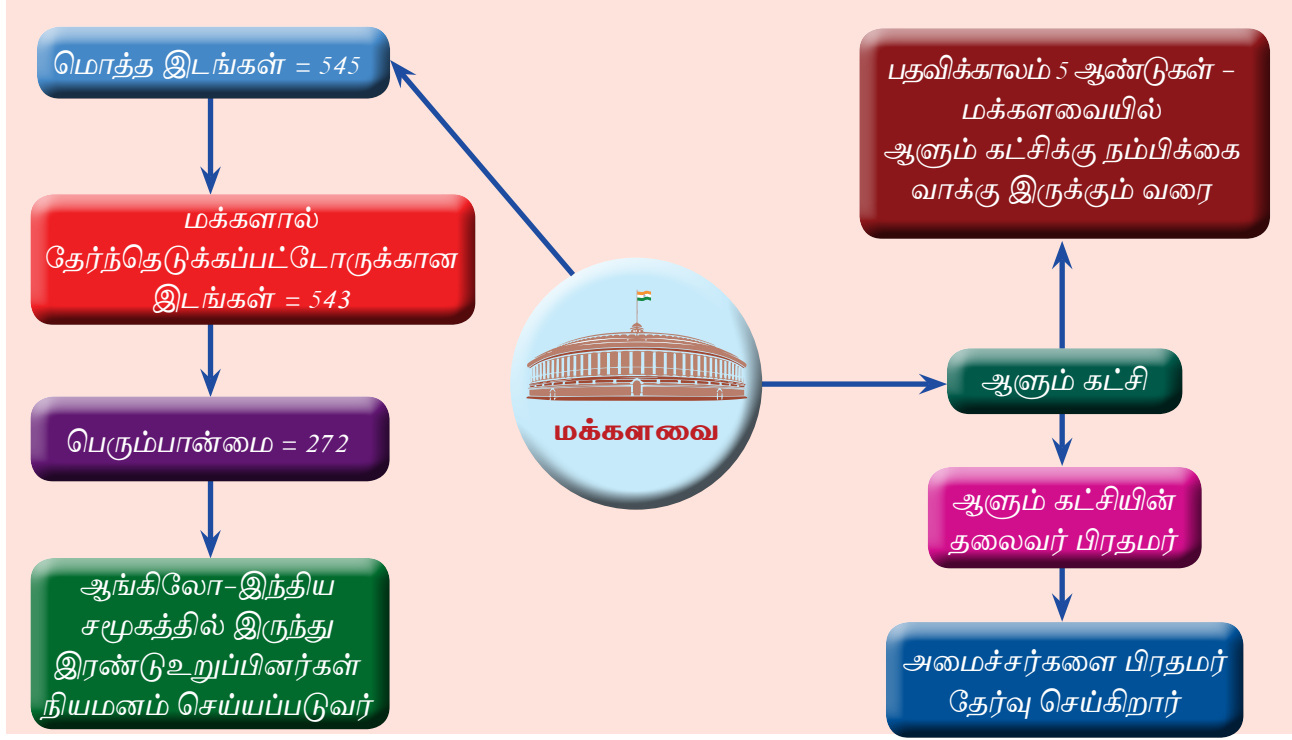 மொத்த இடங்கள் = 545
மக்களால்
தேர்ந்தெடுக்கப்பட்டோருக்கான
இடங்கள் = 543
பெரும்பான்மை = 272
ஆங்கிலோ-இந்திய
சமூகத்தில் இருந்து
இரண்டுஉறுப்பினர்கள்
நியமனம் செய்யப்படுவர்
மக்களவை
பதவிக்காலம் 5 ஆண்டுகள் -
மக்களவையில்
ஆளும் கட்சிக்கு நம்பிக்கை
வாக்கு இருக்கும் வரை
ஆளும் கட்சி
ஆளும் கட்சியின்
தலைவர் பிரதமர்
அமைச்சர்களை பிரதமர்
தேர்வு செய்கிறார்